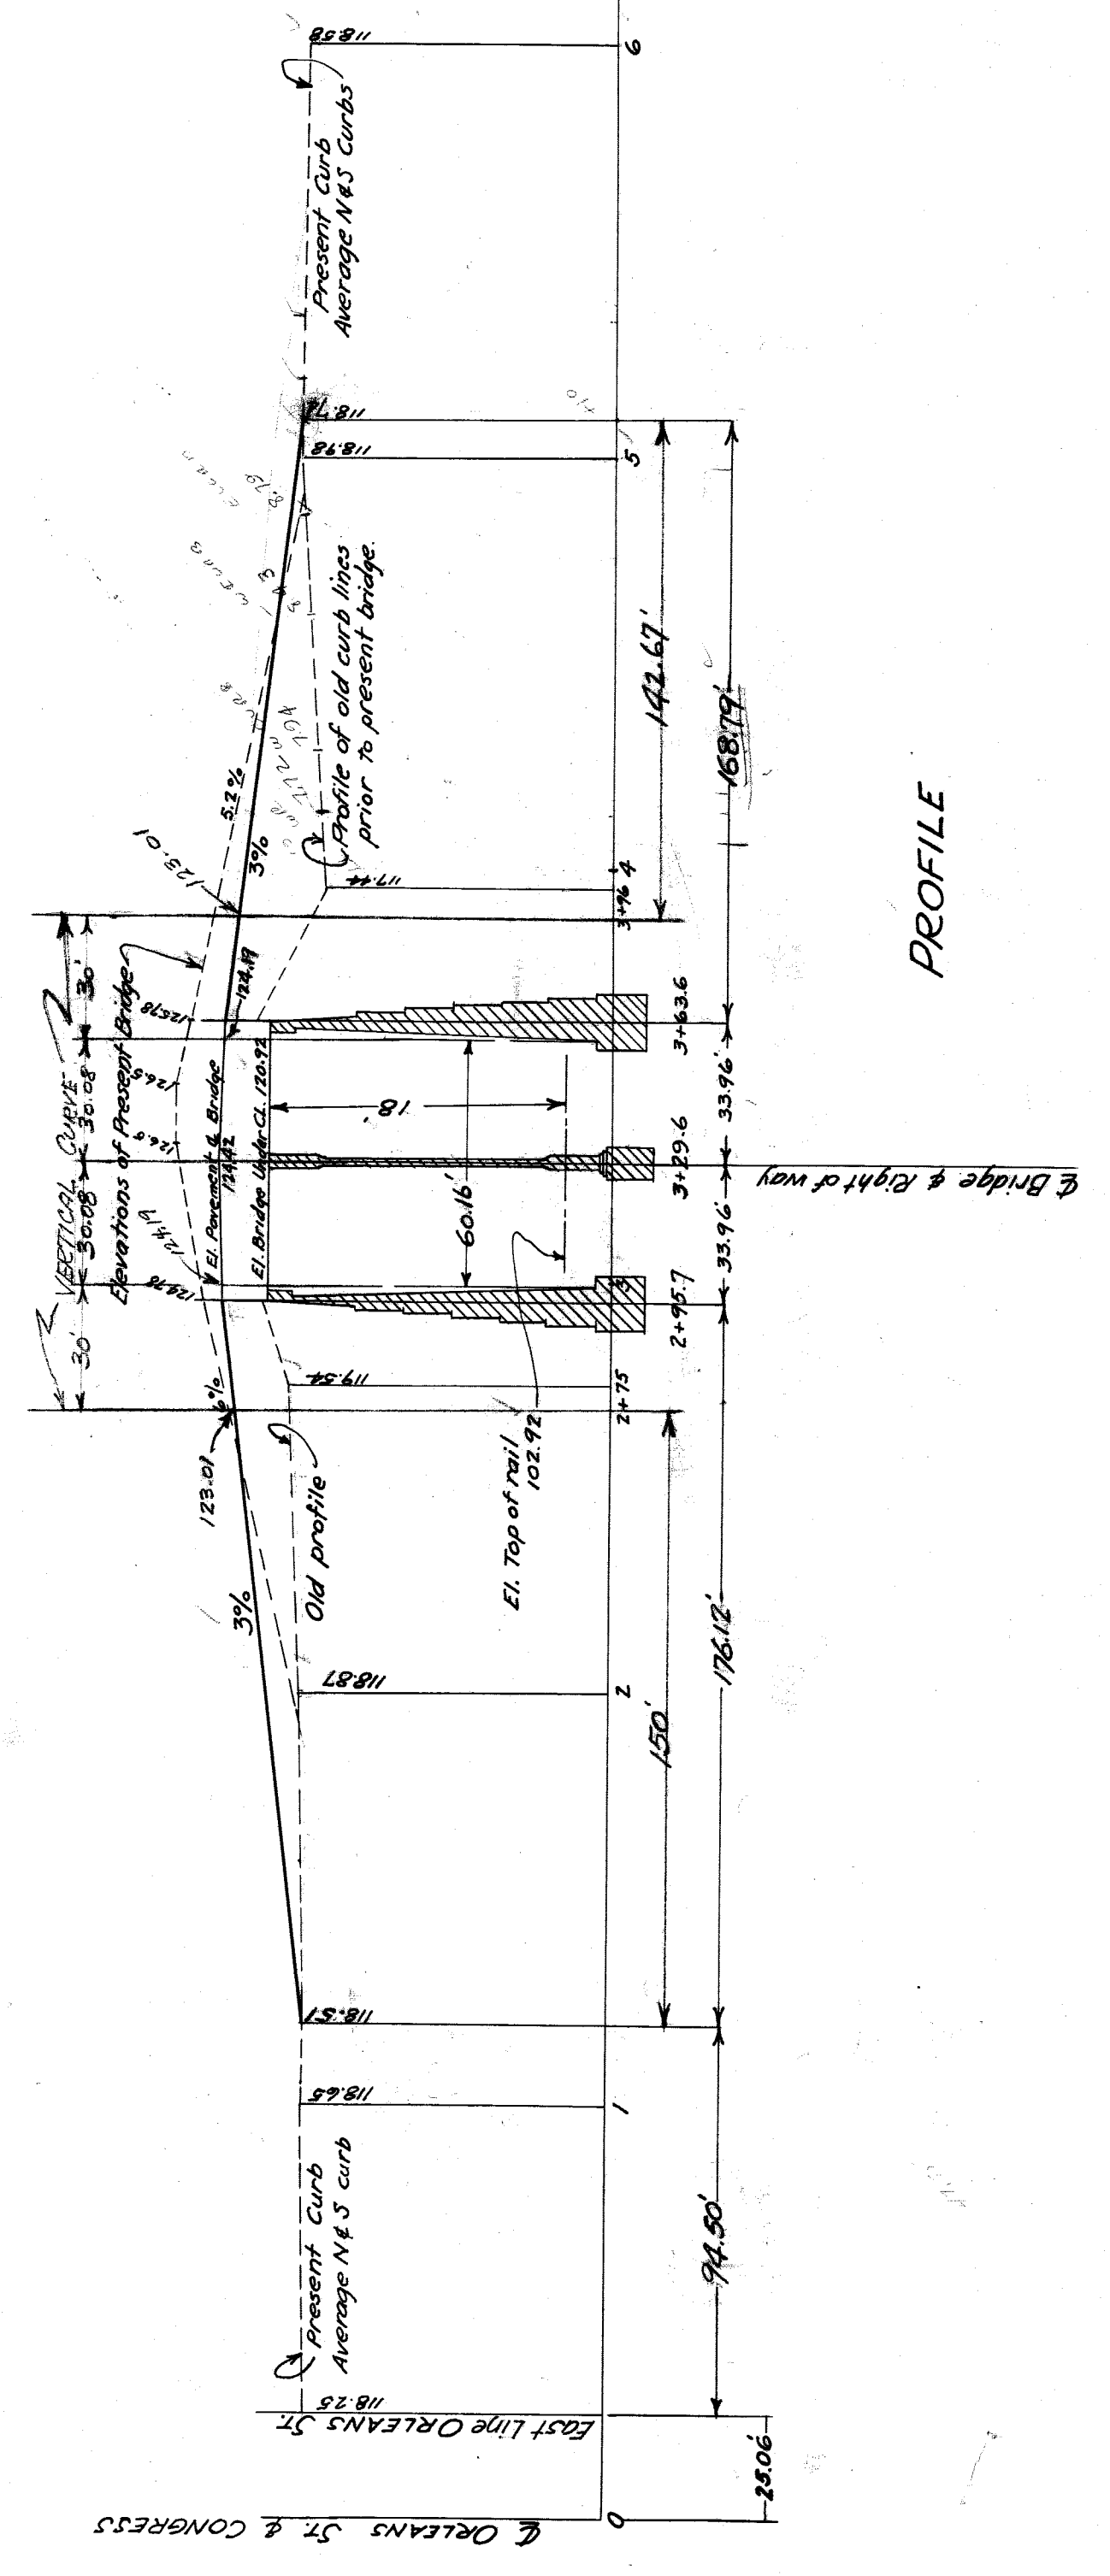 PROFILE
VERTICAL CURVE
30'
30.08'
30.08'
30'
Elevations of Present Bridge
124.78
124.19
126.5
125.78
123.01
6%
123.01
3%
El. Pavement ¢ Bridge
124.42
El. Bridge Under Cl. 120.92
124.19
5.2%
3%
Present Curb
Average N & S curb
Old profile
El. Top of rail
102.92
18'
60.16'
Profile of old curb lines
prior to present bridge.
Present Curb
Average N & S Curbs
118.25
118.65
118.51
118.87
119.54
117.44
118.98
118.58
0
1
2
2+75
3
2+95.7
3+29.6
3+63.6
3+96
4
5
6
150'
142.67'
25.06'
94.50'
176.12'
33.96'
33.96'
168.79'
℄ ORLEANS ST. & CONGRESS
East Line ORLEANS ST.
℄ Bridge & Right of way